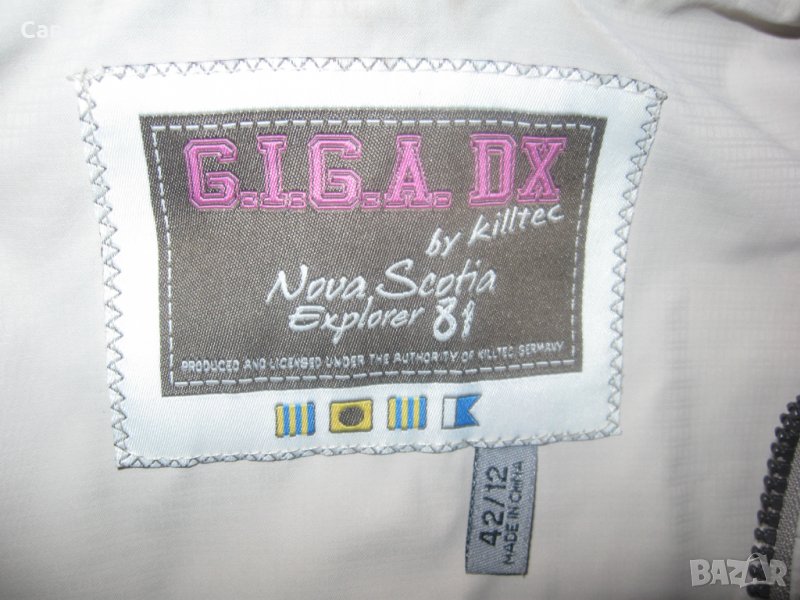 G.I.G.A. DX
by killtec
Nova Scotia
Explorer 81
PRODUCED AND LICENSED UNDER THE AUTHORITY OF KILLTEC GERMANY
42/12
MADE IN CHINA
BAZAR